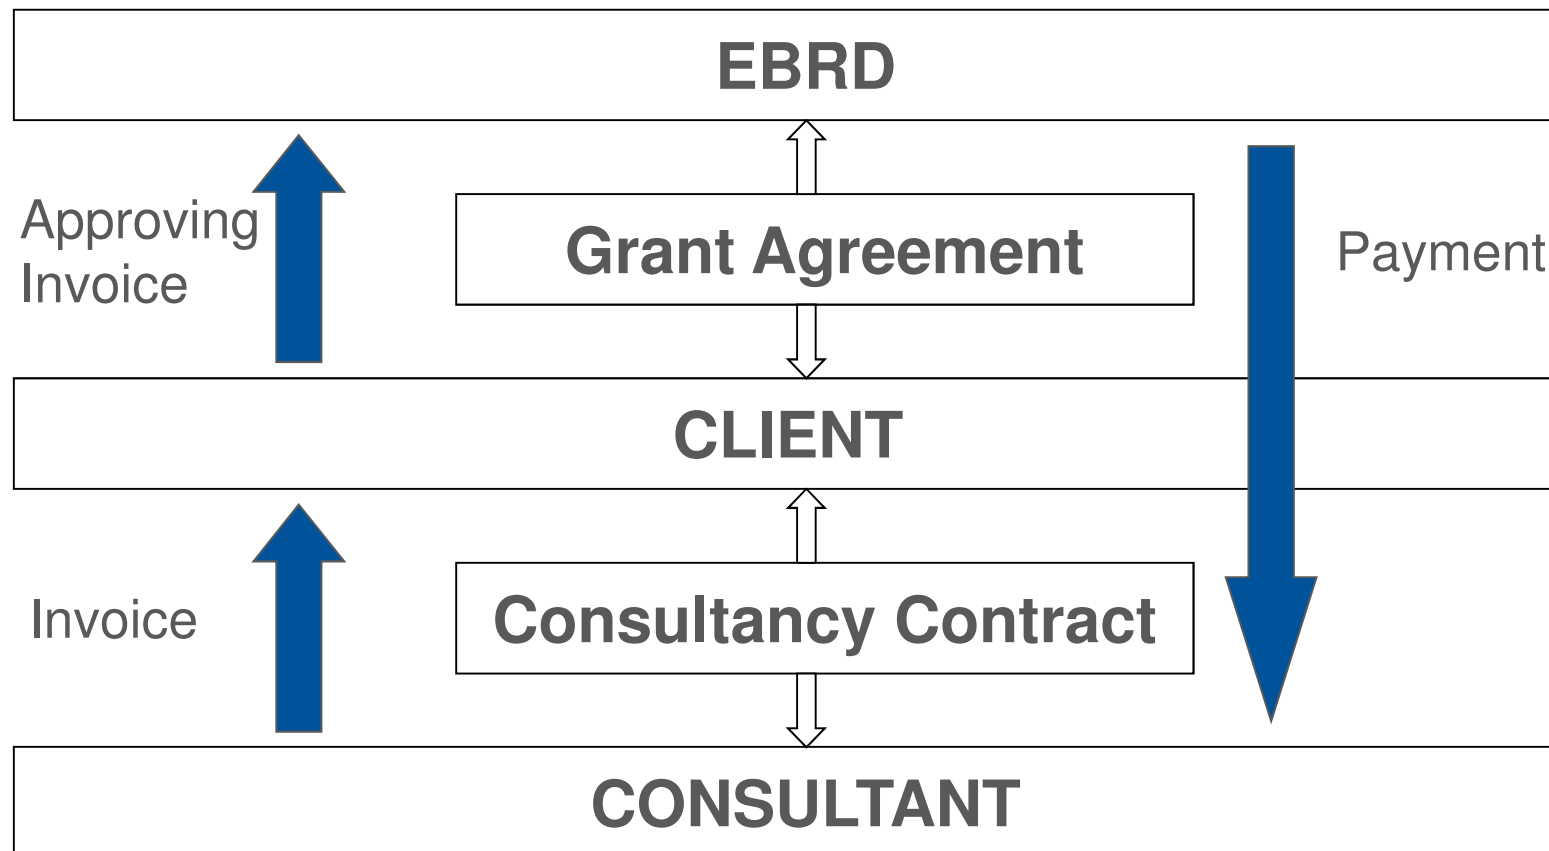 EBRD
Approving
Invoice
Grant Agreement
Payment
CLIENT
Invoice
Consultancy Contract
CONSULTANT